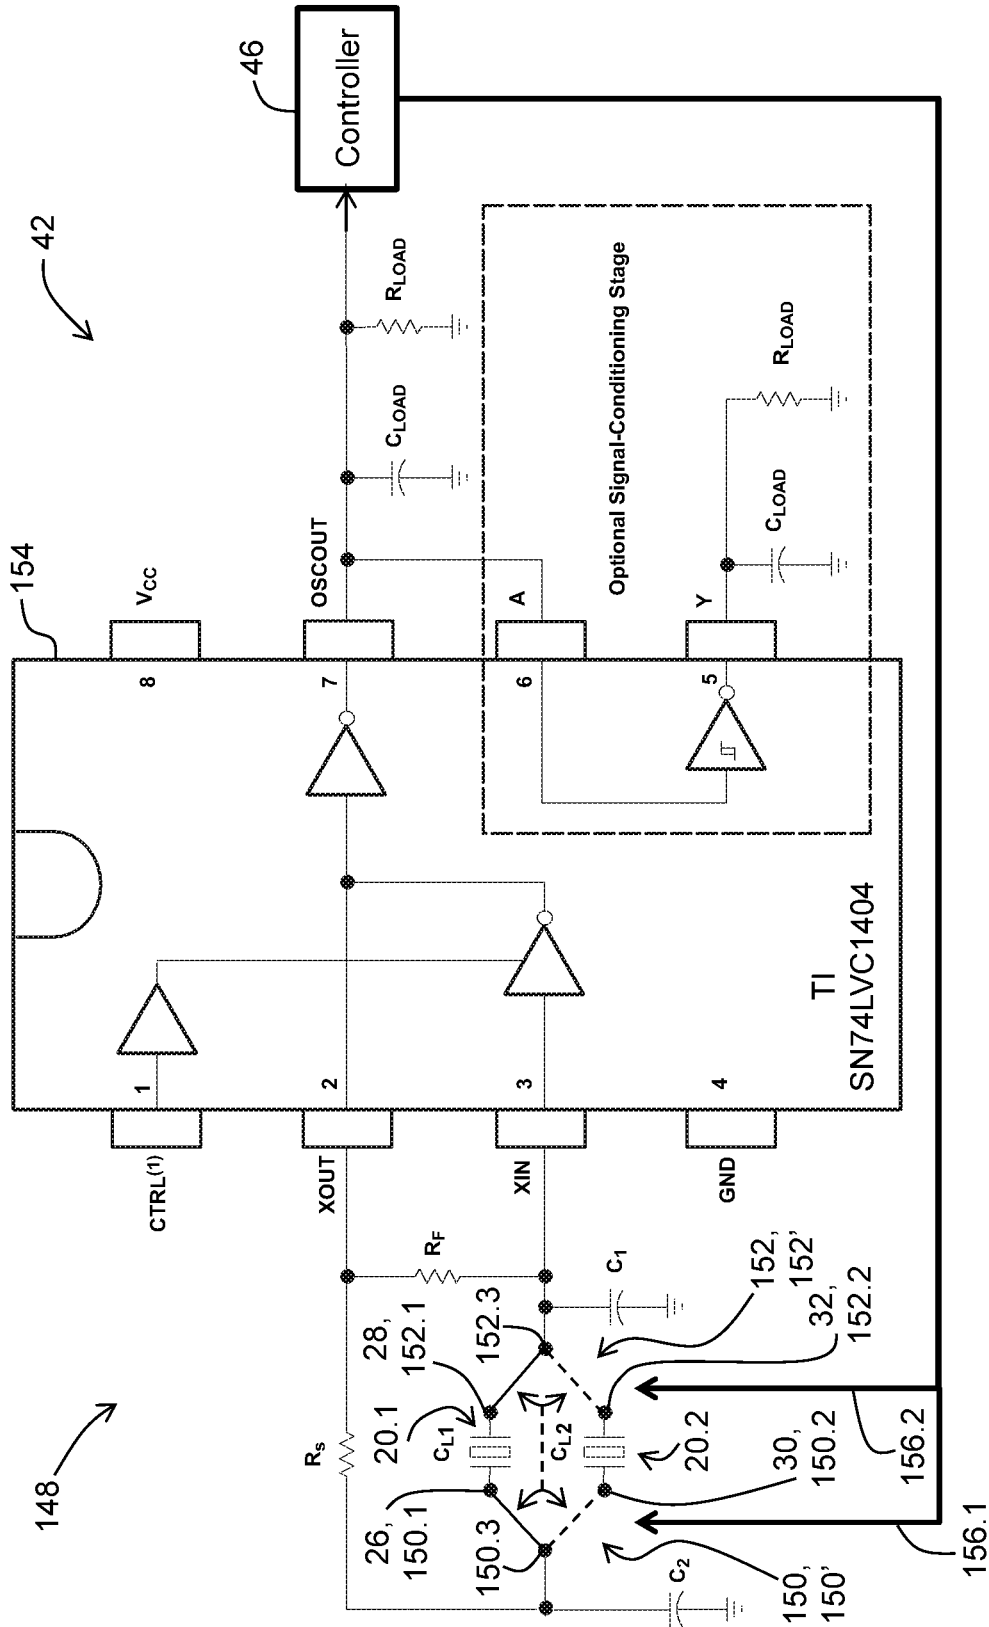 148
42
46
Controller
154
CTRL(1)
1
8
VCC
XOUT
2
7
OSCOUT
XIN
3
6
A
GND
4
5
Y
TI
SN74LVC1404
CLOAD
RLOAD
Optional Signal-Conditioning Stage
CLOAD
RLOAD
RS
RF
C1
C2
28,
152.1
152.3
20.1
CL1
CL2
26,
150.1
150.3
152,
152'
32,
152.2
20.2
30,
150.2
150,
150'
156.2
156.1